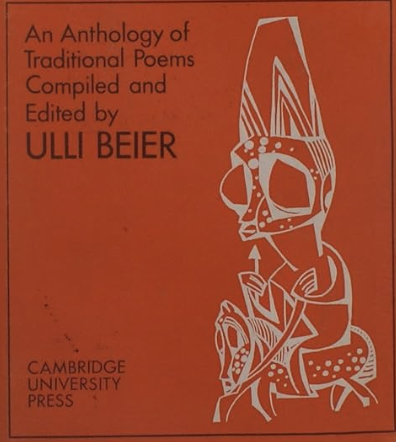 An Anthology of
Traditional Poems
Compiled and
Edited by
ULLI BEIER
CAMBRIDGE
UNIVERSITY
PRESS